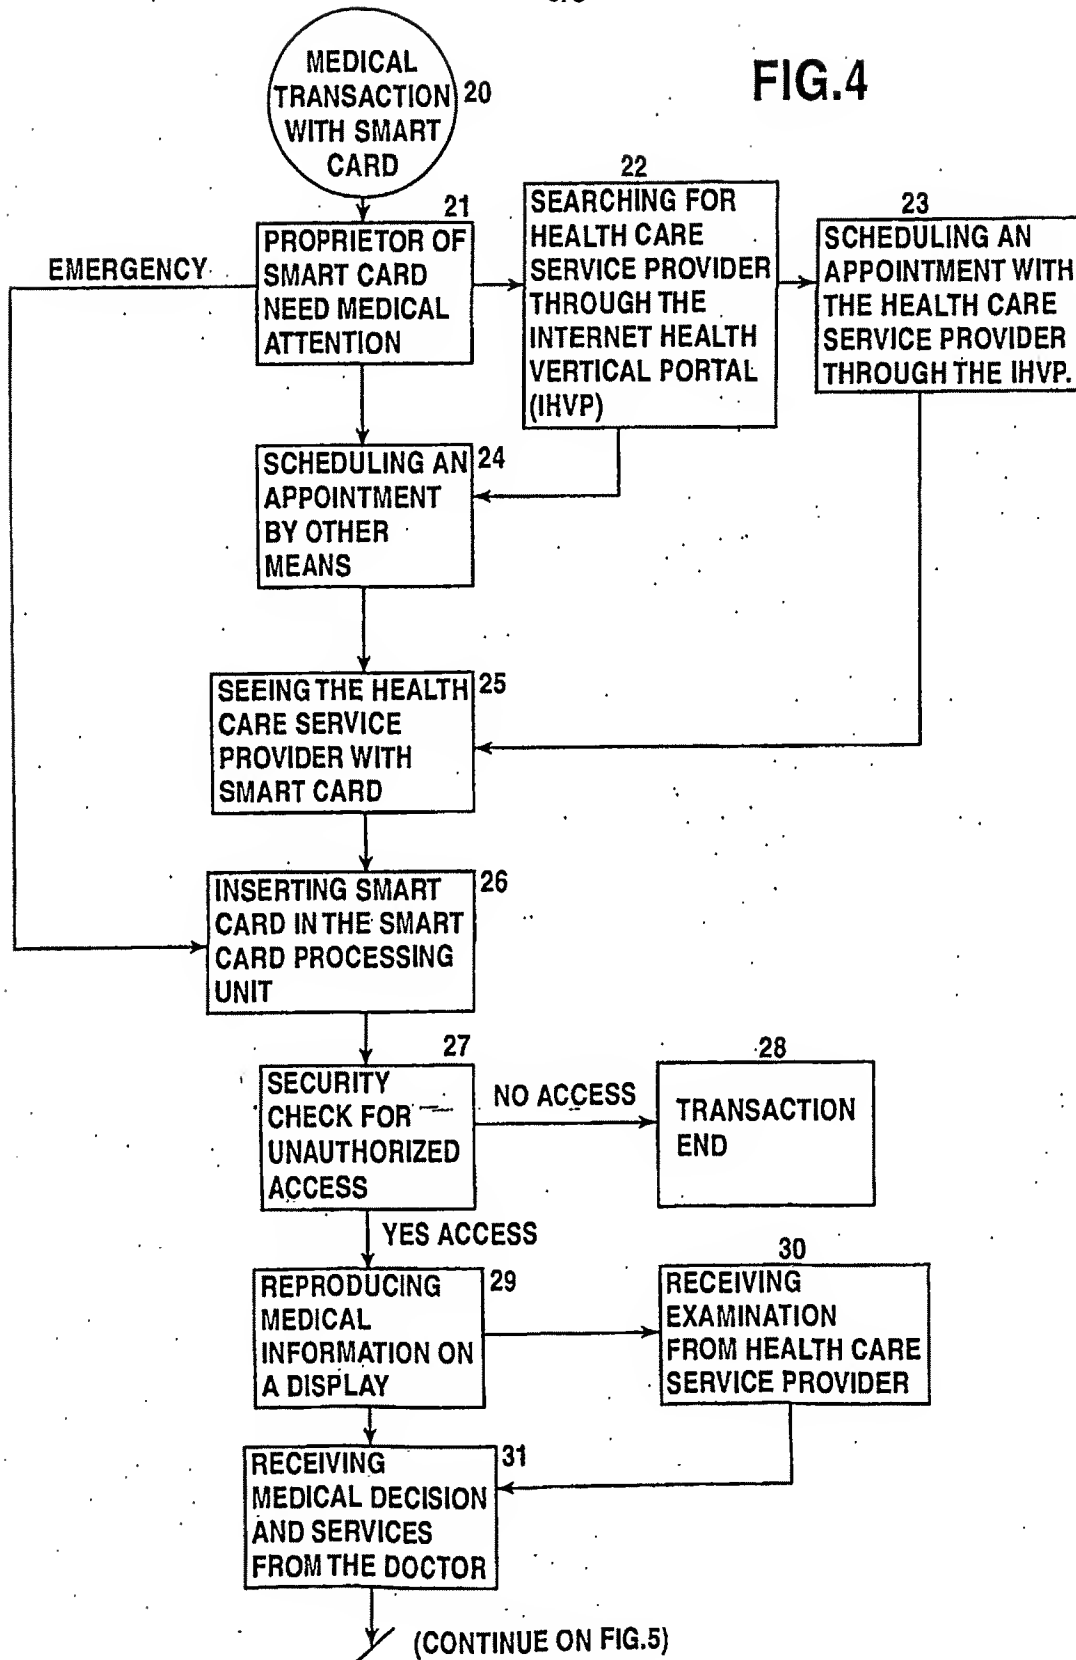 FIG.4
MEDICAL
TRANSACTION
WITH SMART
CARD
20
21
PROPRIETOR OF
SMART CARD
NEED MEDICAL
ATTENTION
EMERGENCY
22
SEARCHING FOR
HEALTH CARE
SERVICE PROVIDER
THROUGH THE
INTERNET HEALTH
VERTICAL PORTAL
(IHVP)
23
SCHEDULING AN
APPOINTMENT WITH
THE HEALTH CARE
SERVICE PROVIDER
THROUGH THE IHVP.
24
SCHEDULING AN
APPOINTMENT
BY OTHER
MEANS
25
SEEING THE HEALTH
CARE SERVICE
PROVIDER WITH
SMART CARD
26
INSERTING SMART
CARD IN THE SMART
CARD PROCESSING
UNIT
27
SECURITY
CHECK FOR
UNAUTHORIZED
ACCESS
NO ACCESS
28
TRANSACTION
END
YES ACCESS
29
REPRODUCING
MEDICAL
INFORMATION ON
A DISPLAY
30
RECEIVING
EXAMINATION
FROM HEALTH CARE
SERVICE PROVIDER
31
RECEIVING
MEDICAL DECISION
AND SERVICES
FROM THE DOCTOR
(CONTINUE ON FIG.5)